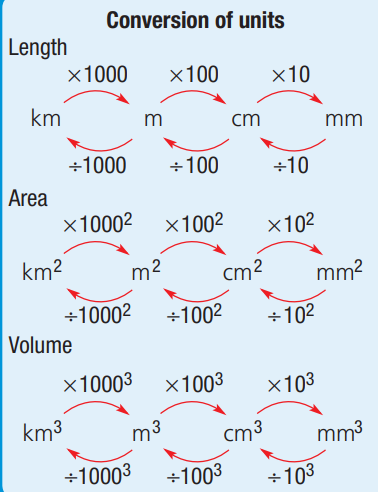 Conversion of units
Length
×1000 ×100 ×10
km m cm mm
÷1000 ÷100 ÷10
Area
×1000² ×100² ×10²
km² m² cm² mm²
÷1000² ÷100² ÷10²
Volume
×1000³ ×100³ ×10³
km³ m³ cm³ mm³
÷1000³ ÷100³ ÷10³